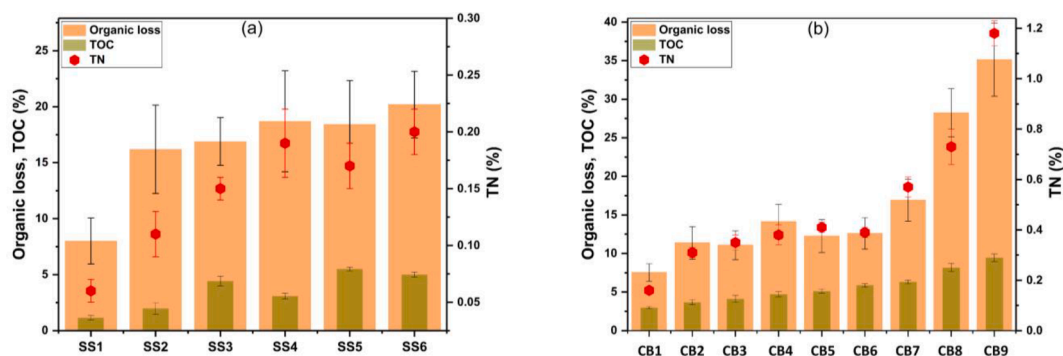 (a)
Organic loss
TOC
TN
Organic loss, TOC (%)
25
20
15
10
5
0
0.30
0.25
0.20
0.15
0.10
0.05
TN (%)
SS1 SS2 SS3 SS4 SS5 SS6
(b)
Organic loss
TOC
TN
Organic loss, TOC (%)
40
35
30
25
20
15
10
5
0
1.2
1.0
0.8
0.6
0.4
0.2
0.0
TN (%)
CB1 CB2 CB3 CB4 CB5 CB6 CB7 CB8 CB9